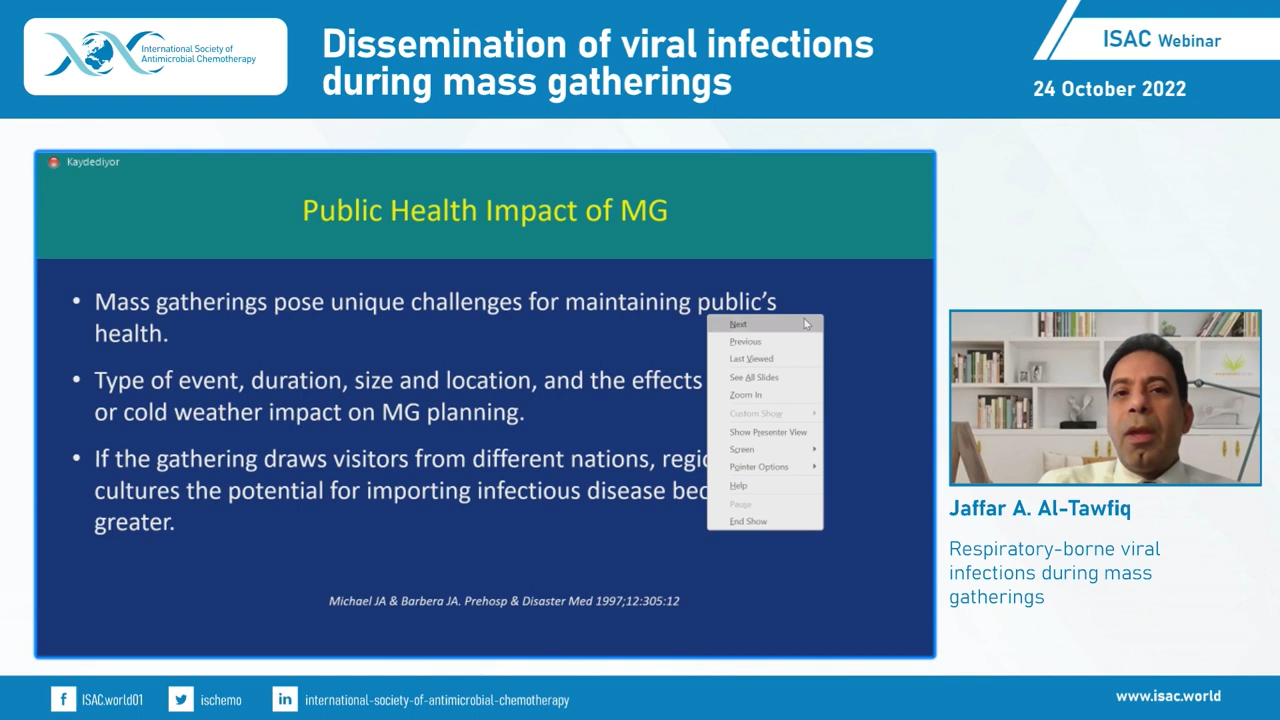 International Society of
Antimicrobial Chemotherapy
Dissemination of viral infections
during mass gatherings
ISAC Webinar
24 October 2022
Kaydediyor
Public Health Impact of MG
• Mass gatherings pose unique challenges for maintaining public's
health.
• Type of event, duration, size and location, and the effects
or cold weather impact on MG planning.
• If the gathering draws visitors from different nations,
cultures the potential for importing infectious disease
greater.
Michael JA & Barbera JA. Prehosp & Disaster Med 1997;12:305:12
Next
Previous
Last Viewed
See All Slides
Zoom In
Custom Show
Show Presenter View
Screen
Pointer Options
Help
Pause
End Show
Jaffar A. Al-Tawfiq
Respiratory-borne viral
infections during mass
gatherings
f ISAC.world01
ischemo
in international-society-of-antimicrobial-chemotherapy
www.isac.world